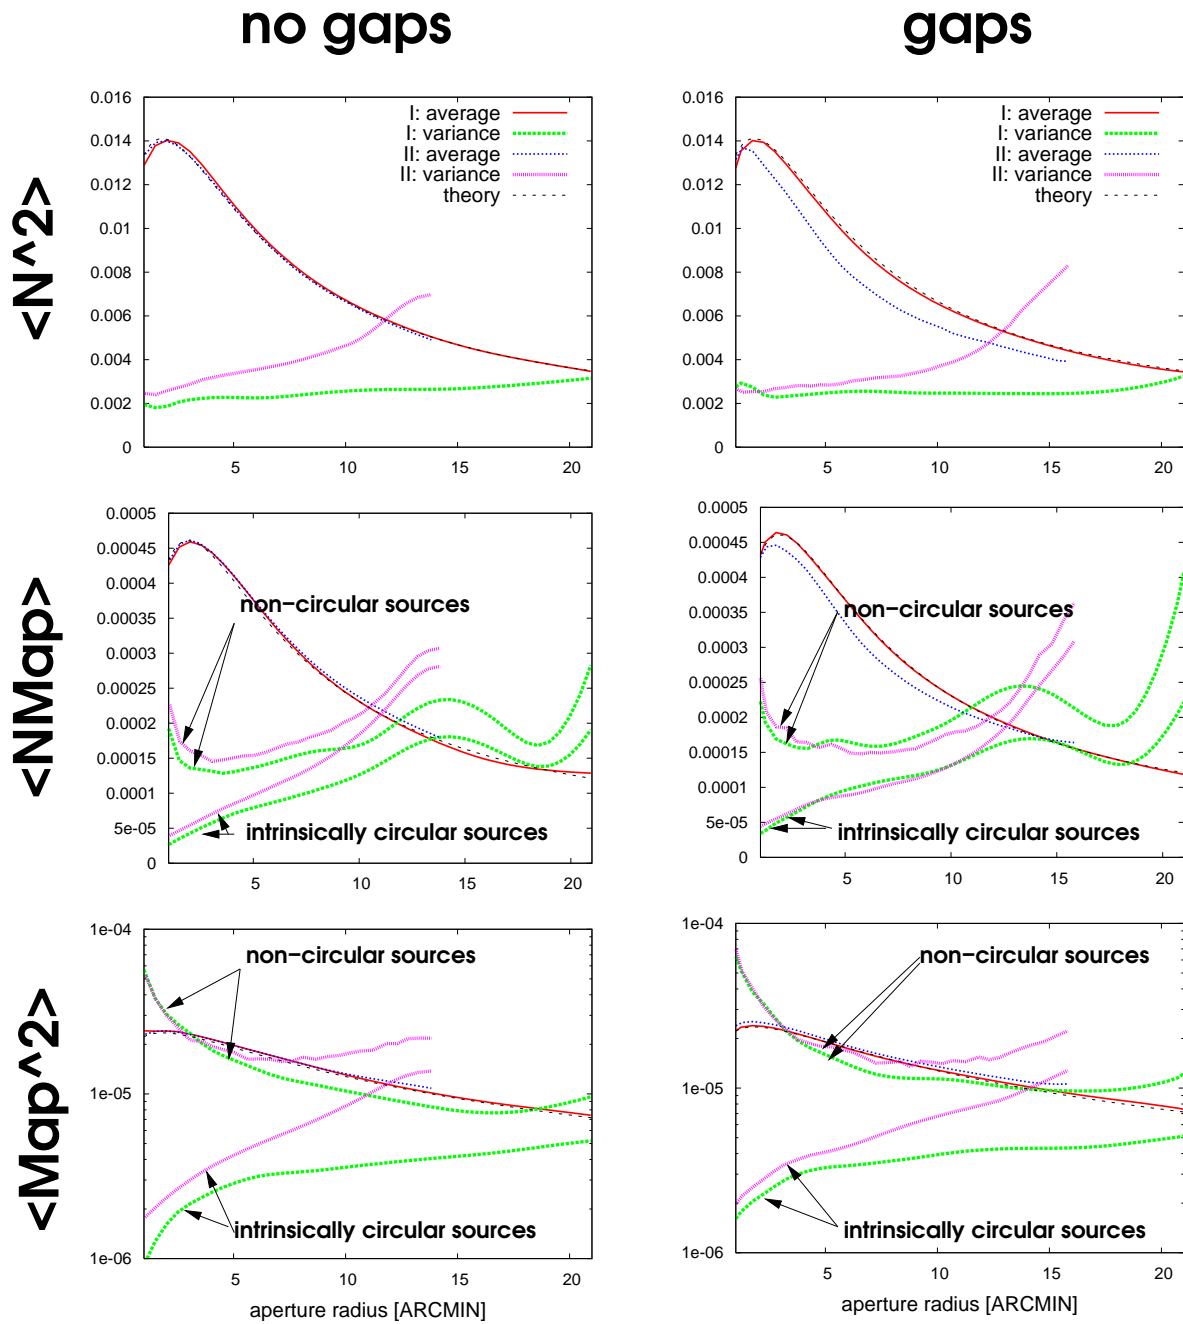 no gaps
gaps
<N^2>
0.016
0.014
0.012
0.01
0.008
0.006
0.004
0.002
0
5
10
15
20
I: average
I: variance
II: average
II: variance
theory
0.016
0.014
0.012
0.01
0.008
0.006
0.004
0.002
0
5
10
15
20
I: average
I: variance
II: average
II: variance
theory
<NMap>
0.0005
0.00045
0.0004
0.00035
0.0003
0.00025
0.0002
0.00015
0.0001
5e-05
0
5
10
15
20
non-circular sources
intrinsically circular sources
0.0005
0.00045
0.0004
0.00035
0.0003
0.00025
0.0002
0.00015
0.0001
5e-05
0
5
10
15
20
non-circular sources
intrinsically circular sources
<Map^2>
1e-04
1e-05
1e-06
5
10
15
20
non-circular sources
intrinsically circular sources
aperture radius [ARCMIN]
1e-04
1e-05
1e-06
5
10
15
20
non-circular sources
intrinsically circular sources
aperture radius [ARCMIN]